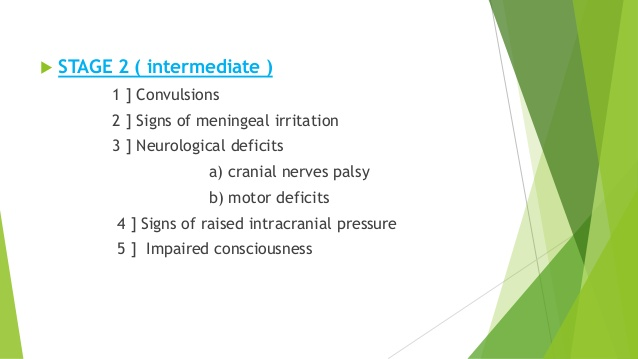 STAGE 2 ( intermediate )
1 ] Convulsions
2 ] Signs of meningeal irritation
3 ] Neurological deficits
a) cranial nerves palsy
b) motor deficits
4 ] Signs of raised intracranial pressure
5 ] Impaired consciousness